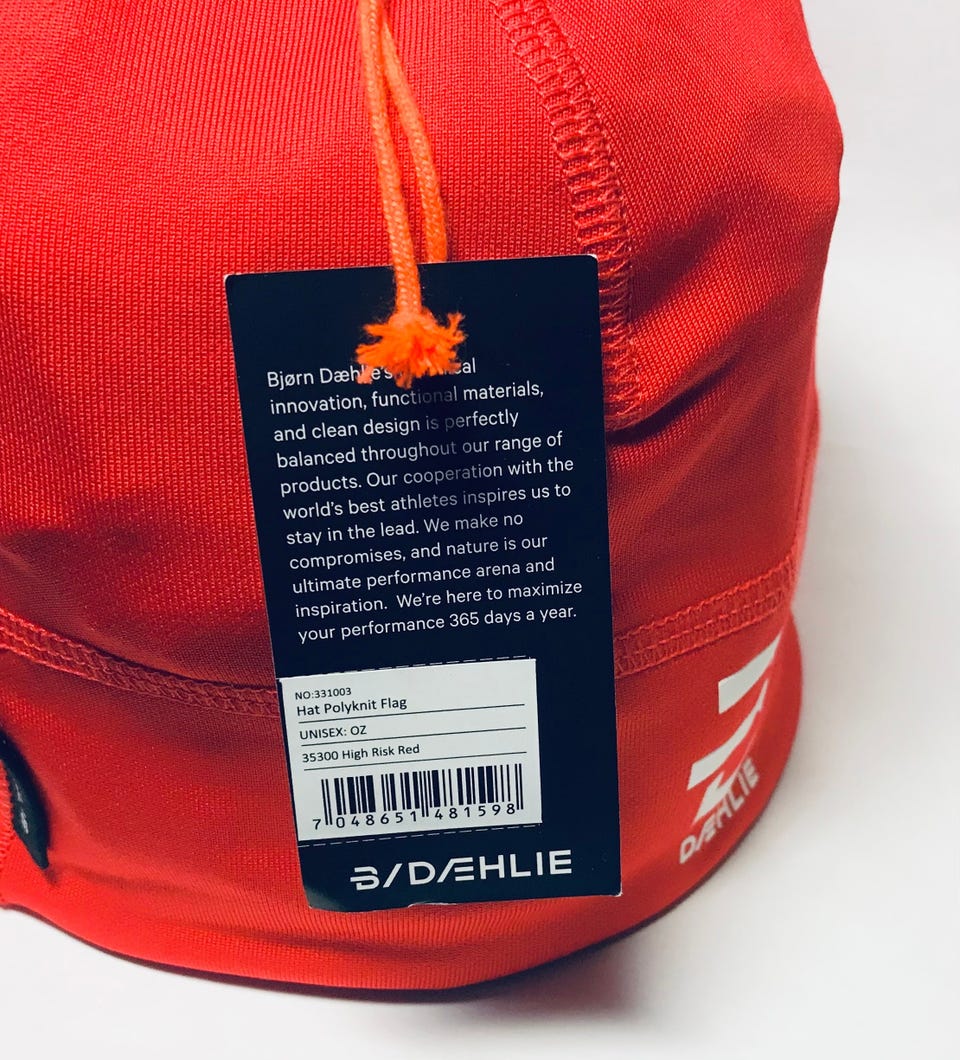 Bjørn Dæhlie's
innovation, functional materials,
and clean design is perfectly
balanced throughout our range of
products. Our cooperation with the
world's best athletes inspires us to
stay in the lead. We make no
compromises, and nature is our
ultimate performance arena and
inspiration. We're here to maximize
your performance 365 days a year.
NO:331003
Hat Polyknit Flag
UNISEX: OZ
35300 High Risk Red
7 048651 481598
B/DÆHLIE
DÆHLIE